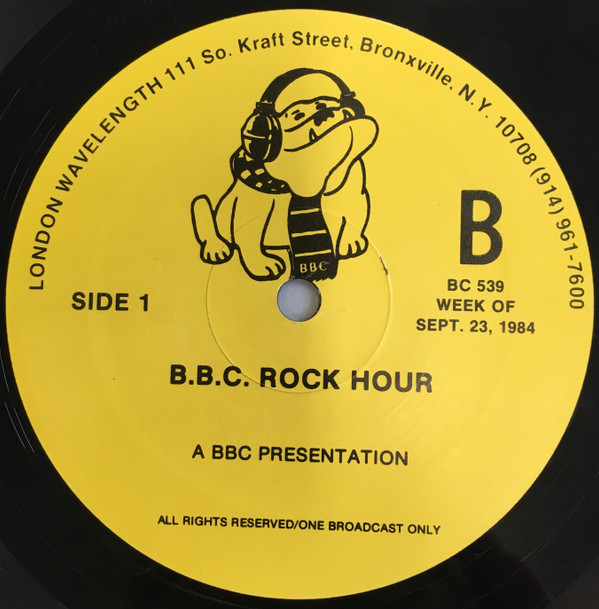 LONDON WAVELENGTH 111 So. Kraft Street, Bronxville, N.Y. 10708 (914) 961-7600
BBC
B
SIDE 1
BC 539
WEEK OF
SEPT. 23, 1984
B.B.C. ROCK HOUR
A BBC PRESENTATION
ALL RIGHTS RESERVED/ONE BROADCAST ONLY